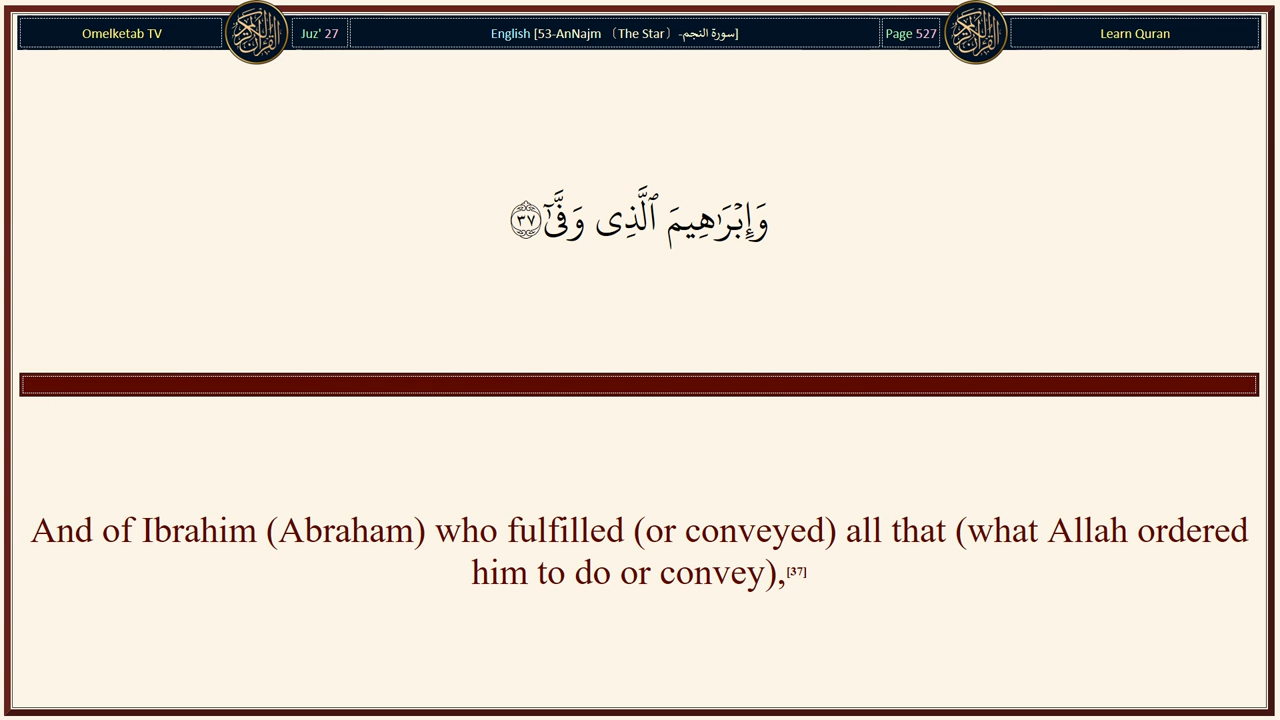 Omelketab TV
Juz' 27
English [53-AnNajm （The Star）-سورة النجم]
Page 527
Learn Quran
وَإِبۡرَٰهِيمَ ٱلَّذِى وَفَّىٰٓ ٣٧
And of Ibrahim (Abraham) who fulfilled (or conveyed) all that (what Allah ordered
him to do or convey),[37]